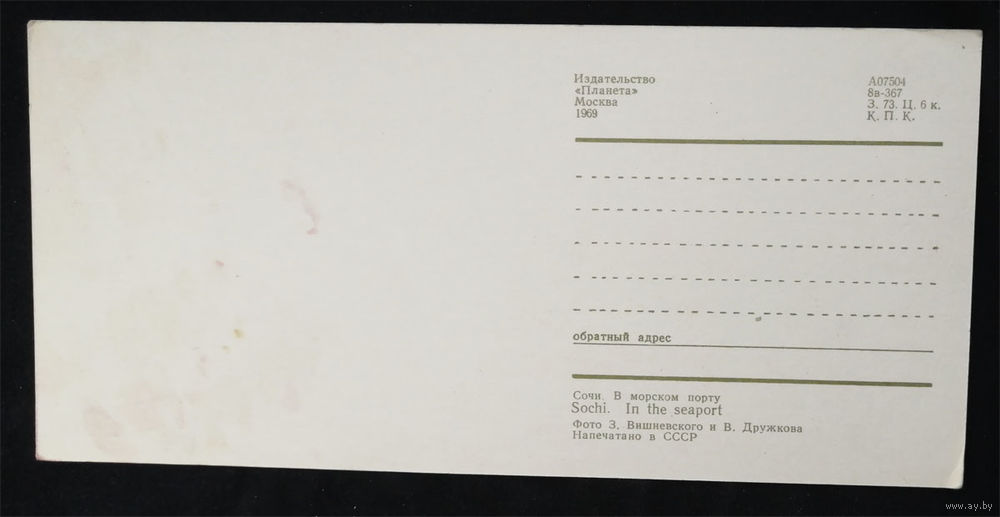 Издательство
«Планета»
Москва
1969
А07504
8в-367
З. 73. Ц. 6 к.
К. П. К.
обратный адрес
Сочи. В морском порту
Sochi. In the seaport
Фото З. Вишневского и В. Дружкова
Напечатано в СССР
www.ay.by